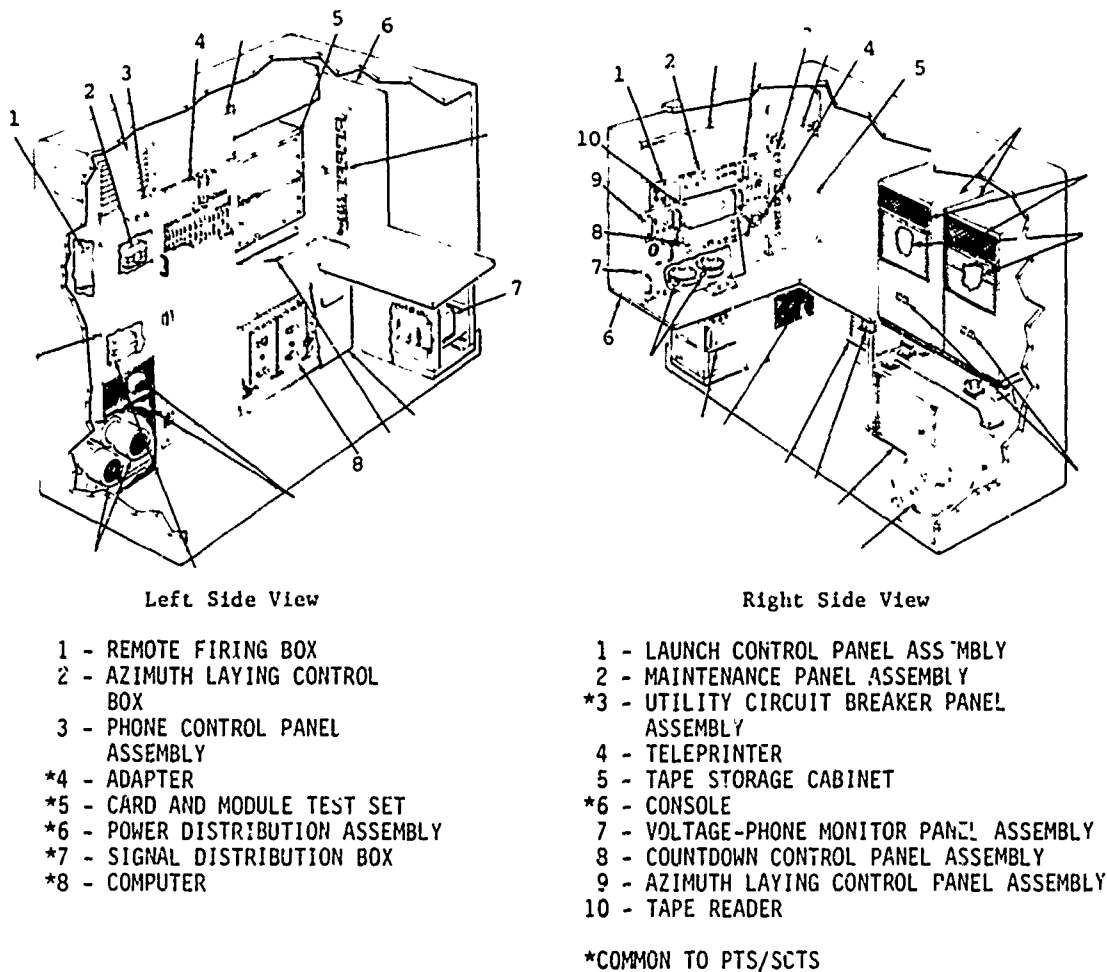 5
6
4
3
2
1
7
8
4
2
1
5
10
9
8
7
6
Left Side View
1 - REMOTE FIRING BOX
2 - AZIMUTH LAYING CONTROL
BOX
3 - PHONE CONTROL PANEL
ASSEMBLY
*4 - ADAPTER
*5 - CARD AND MODULE TEST SET
*6 - POWER DISTRIBUTION ASSEMBLY
*7 - SIGNAL DISTRIBUTION BOX
*8 - COMPUTER
Right Side View
1 - LAUNCH CONTROL PANEL ASSEMBLY
2 - MAINTENANCE PANEL ASSEMBLY
*3 - UTILITY CIRCUIT BREAKER PANEL
ASSEMBLY
4 - TELEPRINTER
5 - TAPE STORAGE CABINET
*6 - CONSOLE
7 - VOLTAGE-PHONE MONITOR PANEL ASSEMBLY
8 - COUNTDOWN CONTROL PANEL ASSEMBLY
9 - AZIMUTH LAYING CONTROL PANEL ASSEMBLY
10 - TAPE READER
*COMMON TO PTS/SCTS